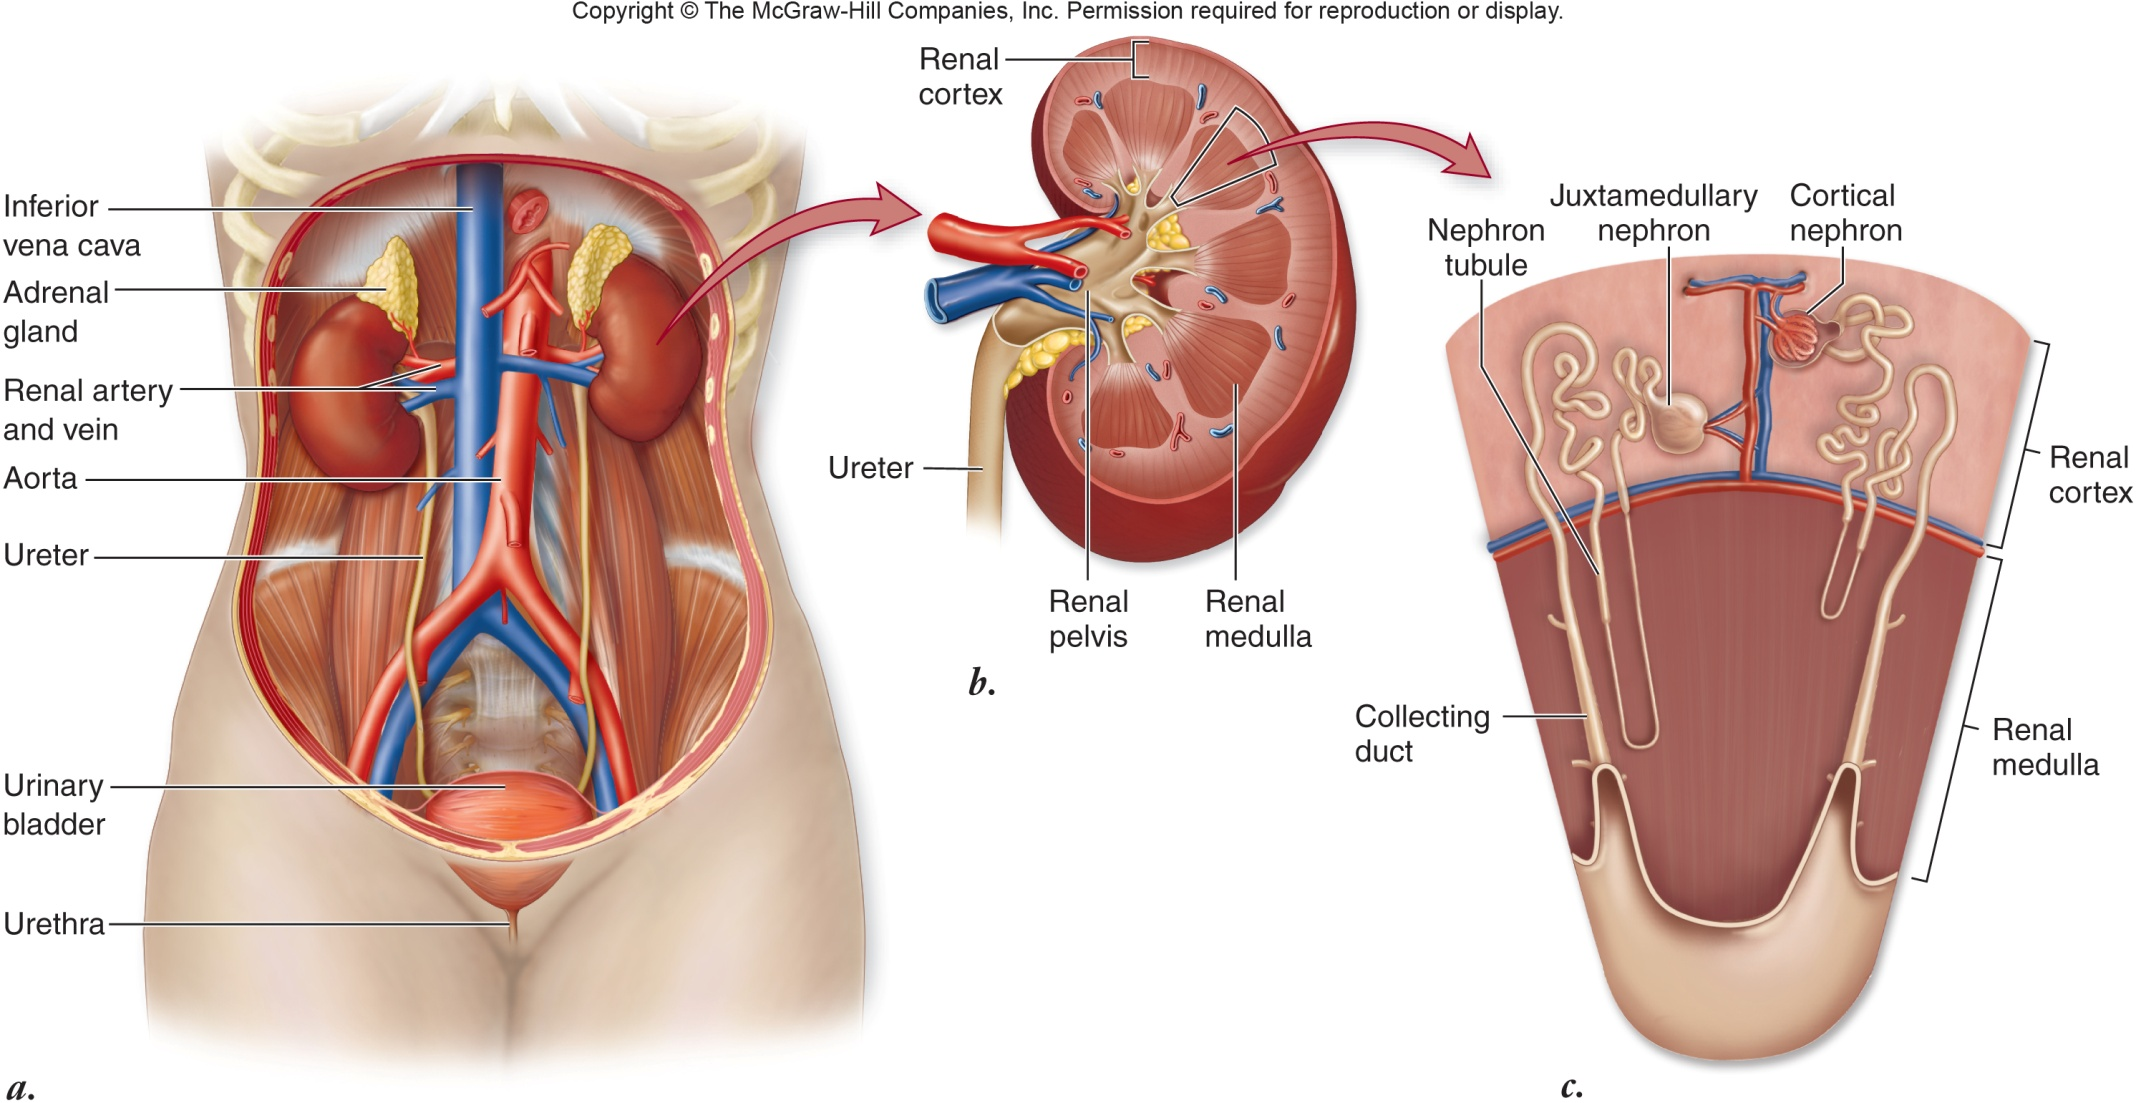 Copyright © The McGraw-Hill Companies, Inc. Permission required for reproduction or display.
Inferior
vena cava
Adrenal
gland
Renal artery
and vein
Aorta
Ureter
Urinary
bladder
Urethra
a.
Renal
cortex
Ureter
Renal
pelvis
Renal
medulla
b.
Nephron
tubule
Juxtamedullary
nephron
Cortical
nephron
Renal
cortex
Collecting
duct
Renal
medulla
c.